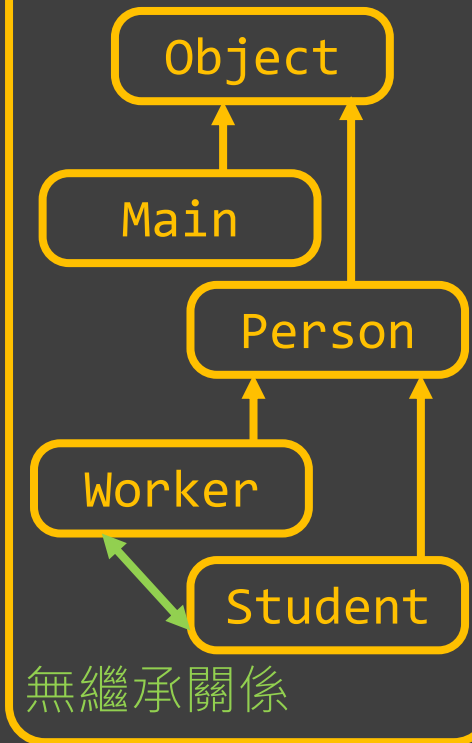 Object
Main
Person
Worker
Student
無繼承關係